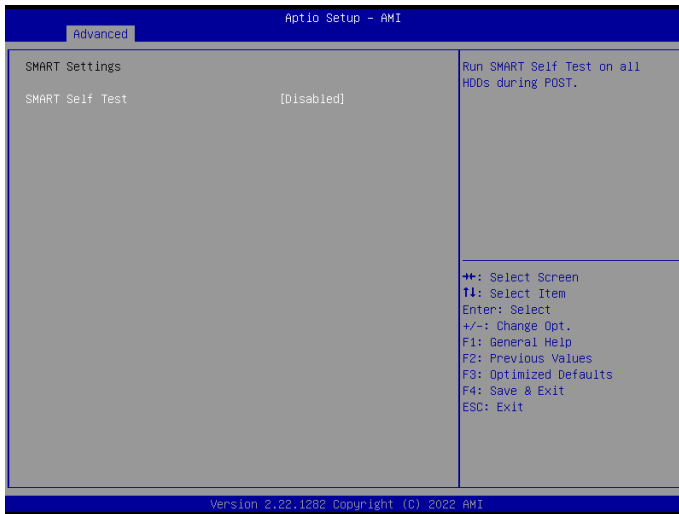 Aptio Setup – AMI
Advanced
SMART Settings
SMART Self Test [Disabled]
Run SMART Self Test on all
HDDs during POST.
→←: Select Screen
↑↓: Select Item
Enter: Select
+/-: Change Opt.
F1: General Help
F2: Previous Values
F3: Optimized Defaults
F4: Save & Exit
ESC: Exit
Version 2.22.1282 Copyright (C) 2022 AMI